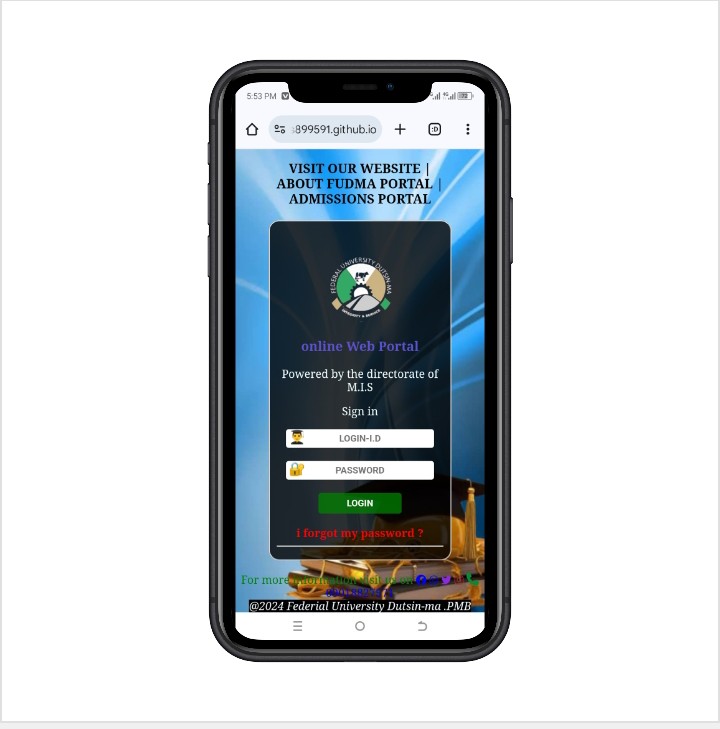 5:53 PM
899591.github.io
VISIT OUR WEBSITE |
ABOUT FUDMA PORTAL |
ADMISSIONS PORTAL
FEDERAL UNIVERSITY DUTSIN-MA
online Web Portal
Powered by the directorate of
M.I.S
Sign in
LOGIN-I.D
PASSWORD
LOGIN
i forgot my password ?
For more information visit us on
@2024 Federial University Dutsin-ma .PMB